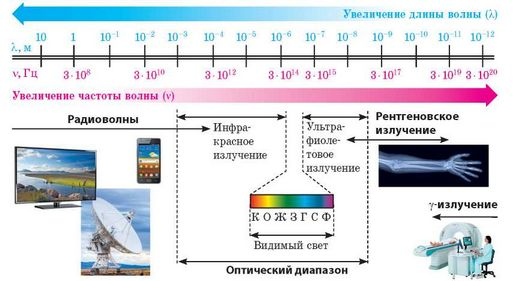 Увеличение длины волны (λ)
λ, м 10 1 10⁻¹ 10⁻² 10⁻³ 10⁻⁴ 10⁻⁵ 10⁻⁶ 10⁻⁷ 10⁻⁸ 10⁻⁹ 10⁻¹⁰ 10⁻¹¹ 10⁻¹²
ν, Гц 3·10⁸ 3·10¹⁰ 3·10¹² 3·10¹⁴ 3·10¹⁵ 3·10¹⁷ 3·10¹⁹ 3·10²⁰
Увеличение частоты волны (ν)
Радиоволны
Инфра-
красное
излучение
Ультра-
фиоле-
товое
излучение
Рентгеновское
излучение
К О Ж З Г С Ф
Видимый свет
Оптический диапазон
γ-излучение